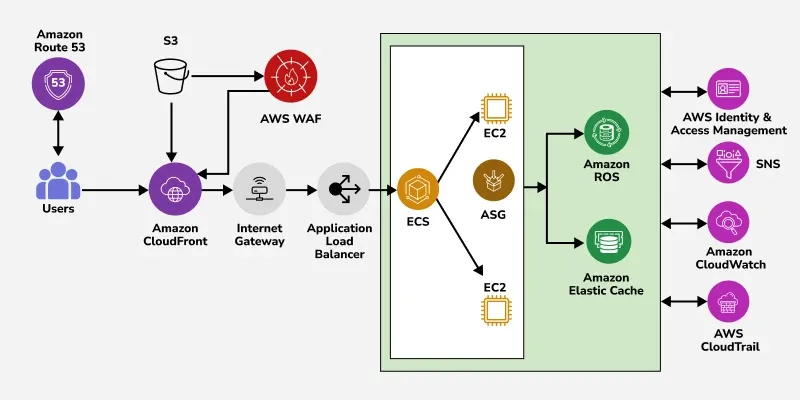 Amazon
Route 53
53
S3
AWS WAF
Users
Amazon
CloudFront
Internet
Gateway
Application
Load
Balancer
ECS
EC2
ASG
EC2
Amazon
ROS
Amazon
Elastic Cache
AWS Identity &
Access Management
SNS
Amazon
CloudWatch
AWS
CloudTrail